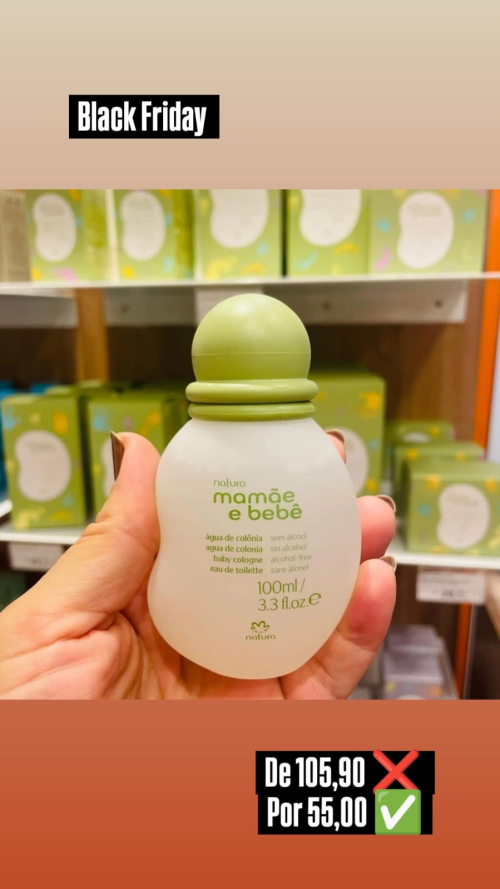 Black Friday
natura
mamãe
e bebê
água de colônia sem álcool
agua de colonia sin alcohol
baby cologne alcohol-free
eau de toilette sans alcool
100ml /
3.3 fl.oz.℮
natura
De 105,90 ❌
Por 55,00 ✅